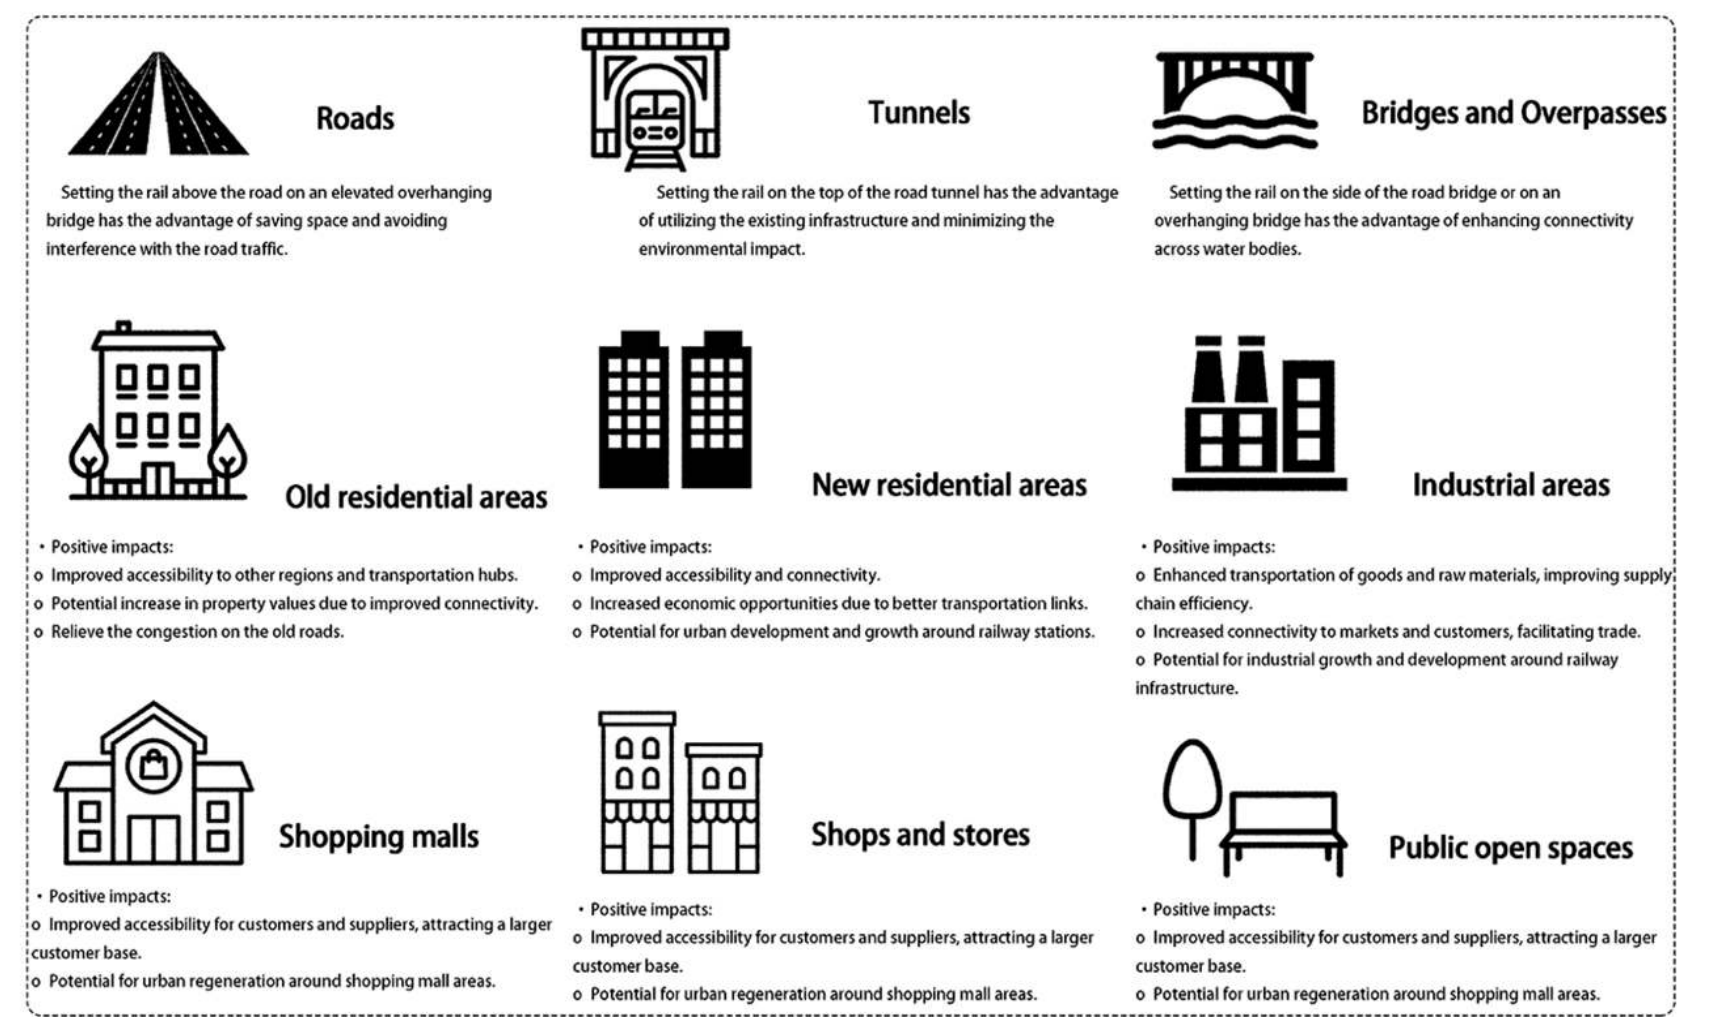 Roads
Setting the rail above the road on an elevated overhanging
bridge has the advantage of saving space and avoiding
interference with the road traffic.
Tunnels
Setting the rail on the top of the road tunnel has the advantage
of utilizing the existing infrastructure and minimizing the
environmental impact.
Bridges and Overpasses
Setting the rail on the side of the road bridge or on an
overhanging bridge has the advantage of enhancing connectivity
across water bodies.
Old residential areas
• Positive impacts:
o Improved accessibility to other regions and transportation hubs.
o Potential increase in property values due to improved connectivity.
o Relieve the congestion on the old roads.
New residential areas
• Positive impacts:
o Improved accessibility and connectivity.
o Increased economic opportunities due to better transportation links.
o Potential for urban development and growth around railway stations.
Industrial areas
• Positive impacts:
o Enhanced transportation of goods and raw materials, improving supply
chain efficiency.
o Increased connectivity to markets and customers, facilitating trade.
o Potential for industrial growth and development around railway
infrastructure.
Shopping malls
• Positive impacts:
o Improved accessibility for customers and suppliers, attracting a larger
customer base.
o Potential for urban regeneration around shopping mall areas.
Shops and stores
• Positive impacts:
o Improved accessibility for customers and suppliers, attracting a larger
customer base.
o Potential for urban regeneration around shopping mall areas.
Public open spaces
• Positive impacts:
o Improved accessibility for customers and suppliers, attracting a larger
customer base.
o Potential for urban regeneration around shopping mall areas.